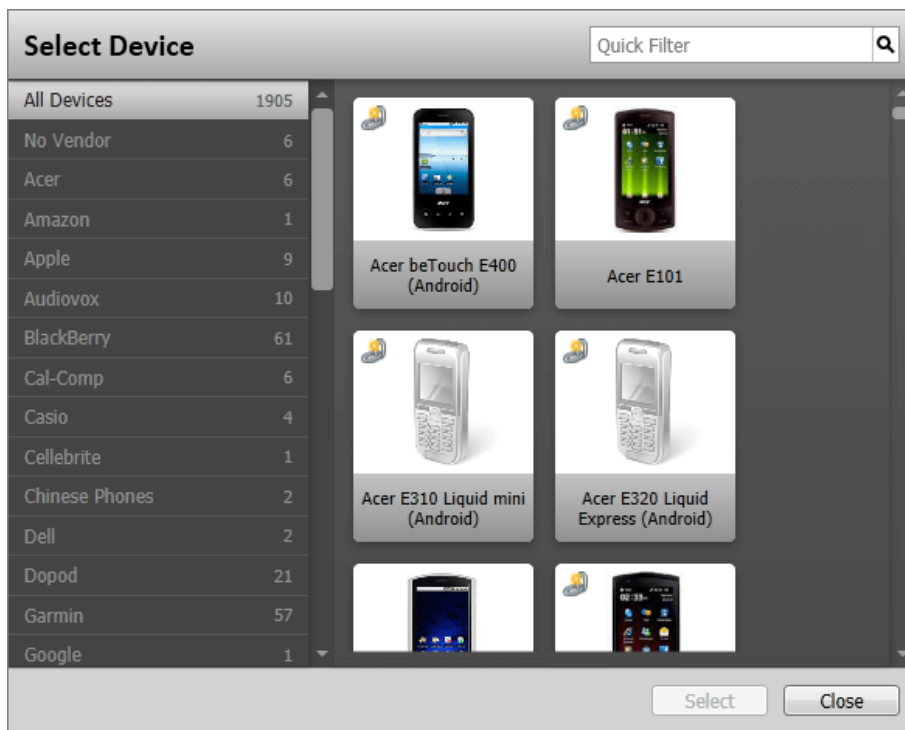 Select Device
Quick Filter
All Devices 1905
No Vendor 6
Acer 6
Amazon 1
Apple 9
Audiovox 10
BlackBerry 61
Cal-Comp 6
Casio 4
Cellebrite 1
Chinese Phones 2
Dell 2
Dopod 21
Garmin 57
Google 1
Acer beTouch E400
(Android)
Acer E101
Acer E310 Liquid mini
(Android)
Acer E320 Liquid
Express (Android)
02:33
Select
Close